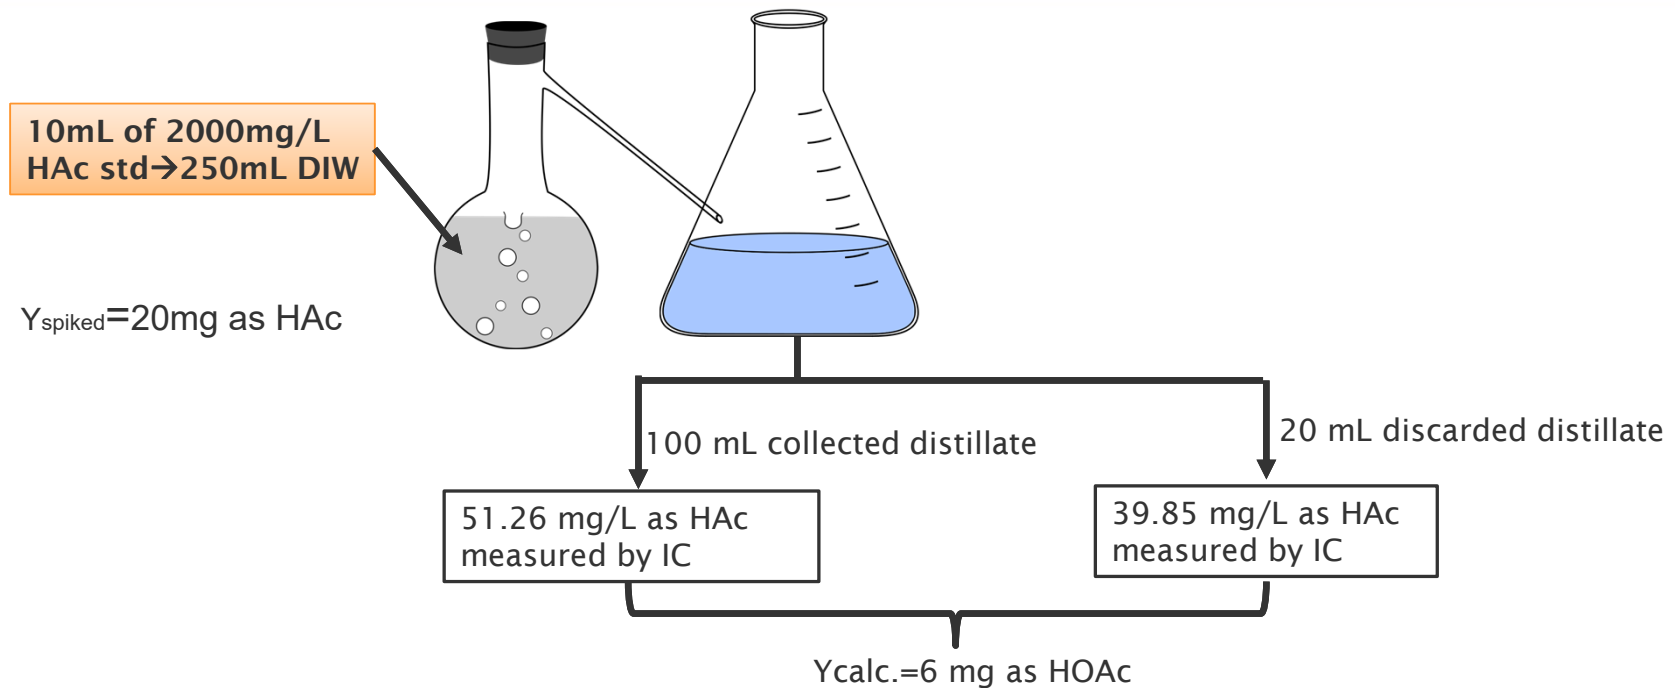 10mL of 2000mg/L
HAc std→250mL DIW
Yspiked=20mg as HAc
100 mL collected distillate
20 mL discarded distillate
51.26 mg/L as HAc
measured by IC
39.85 mg/L as HAc
measured by IC
Ycalc.=6 mg as HOAc